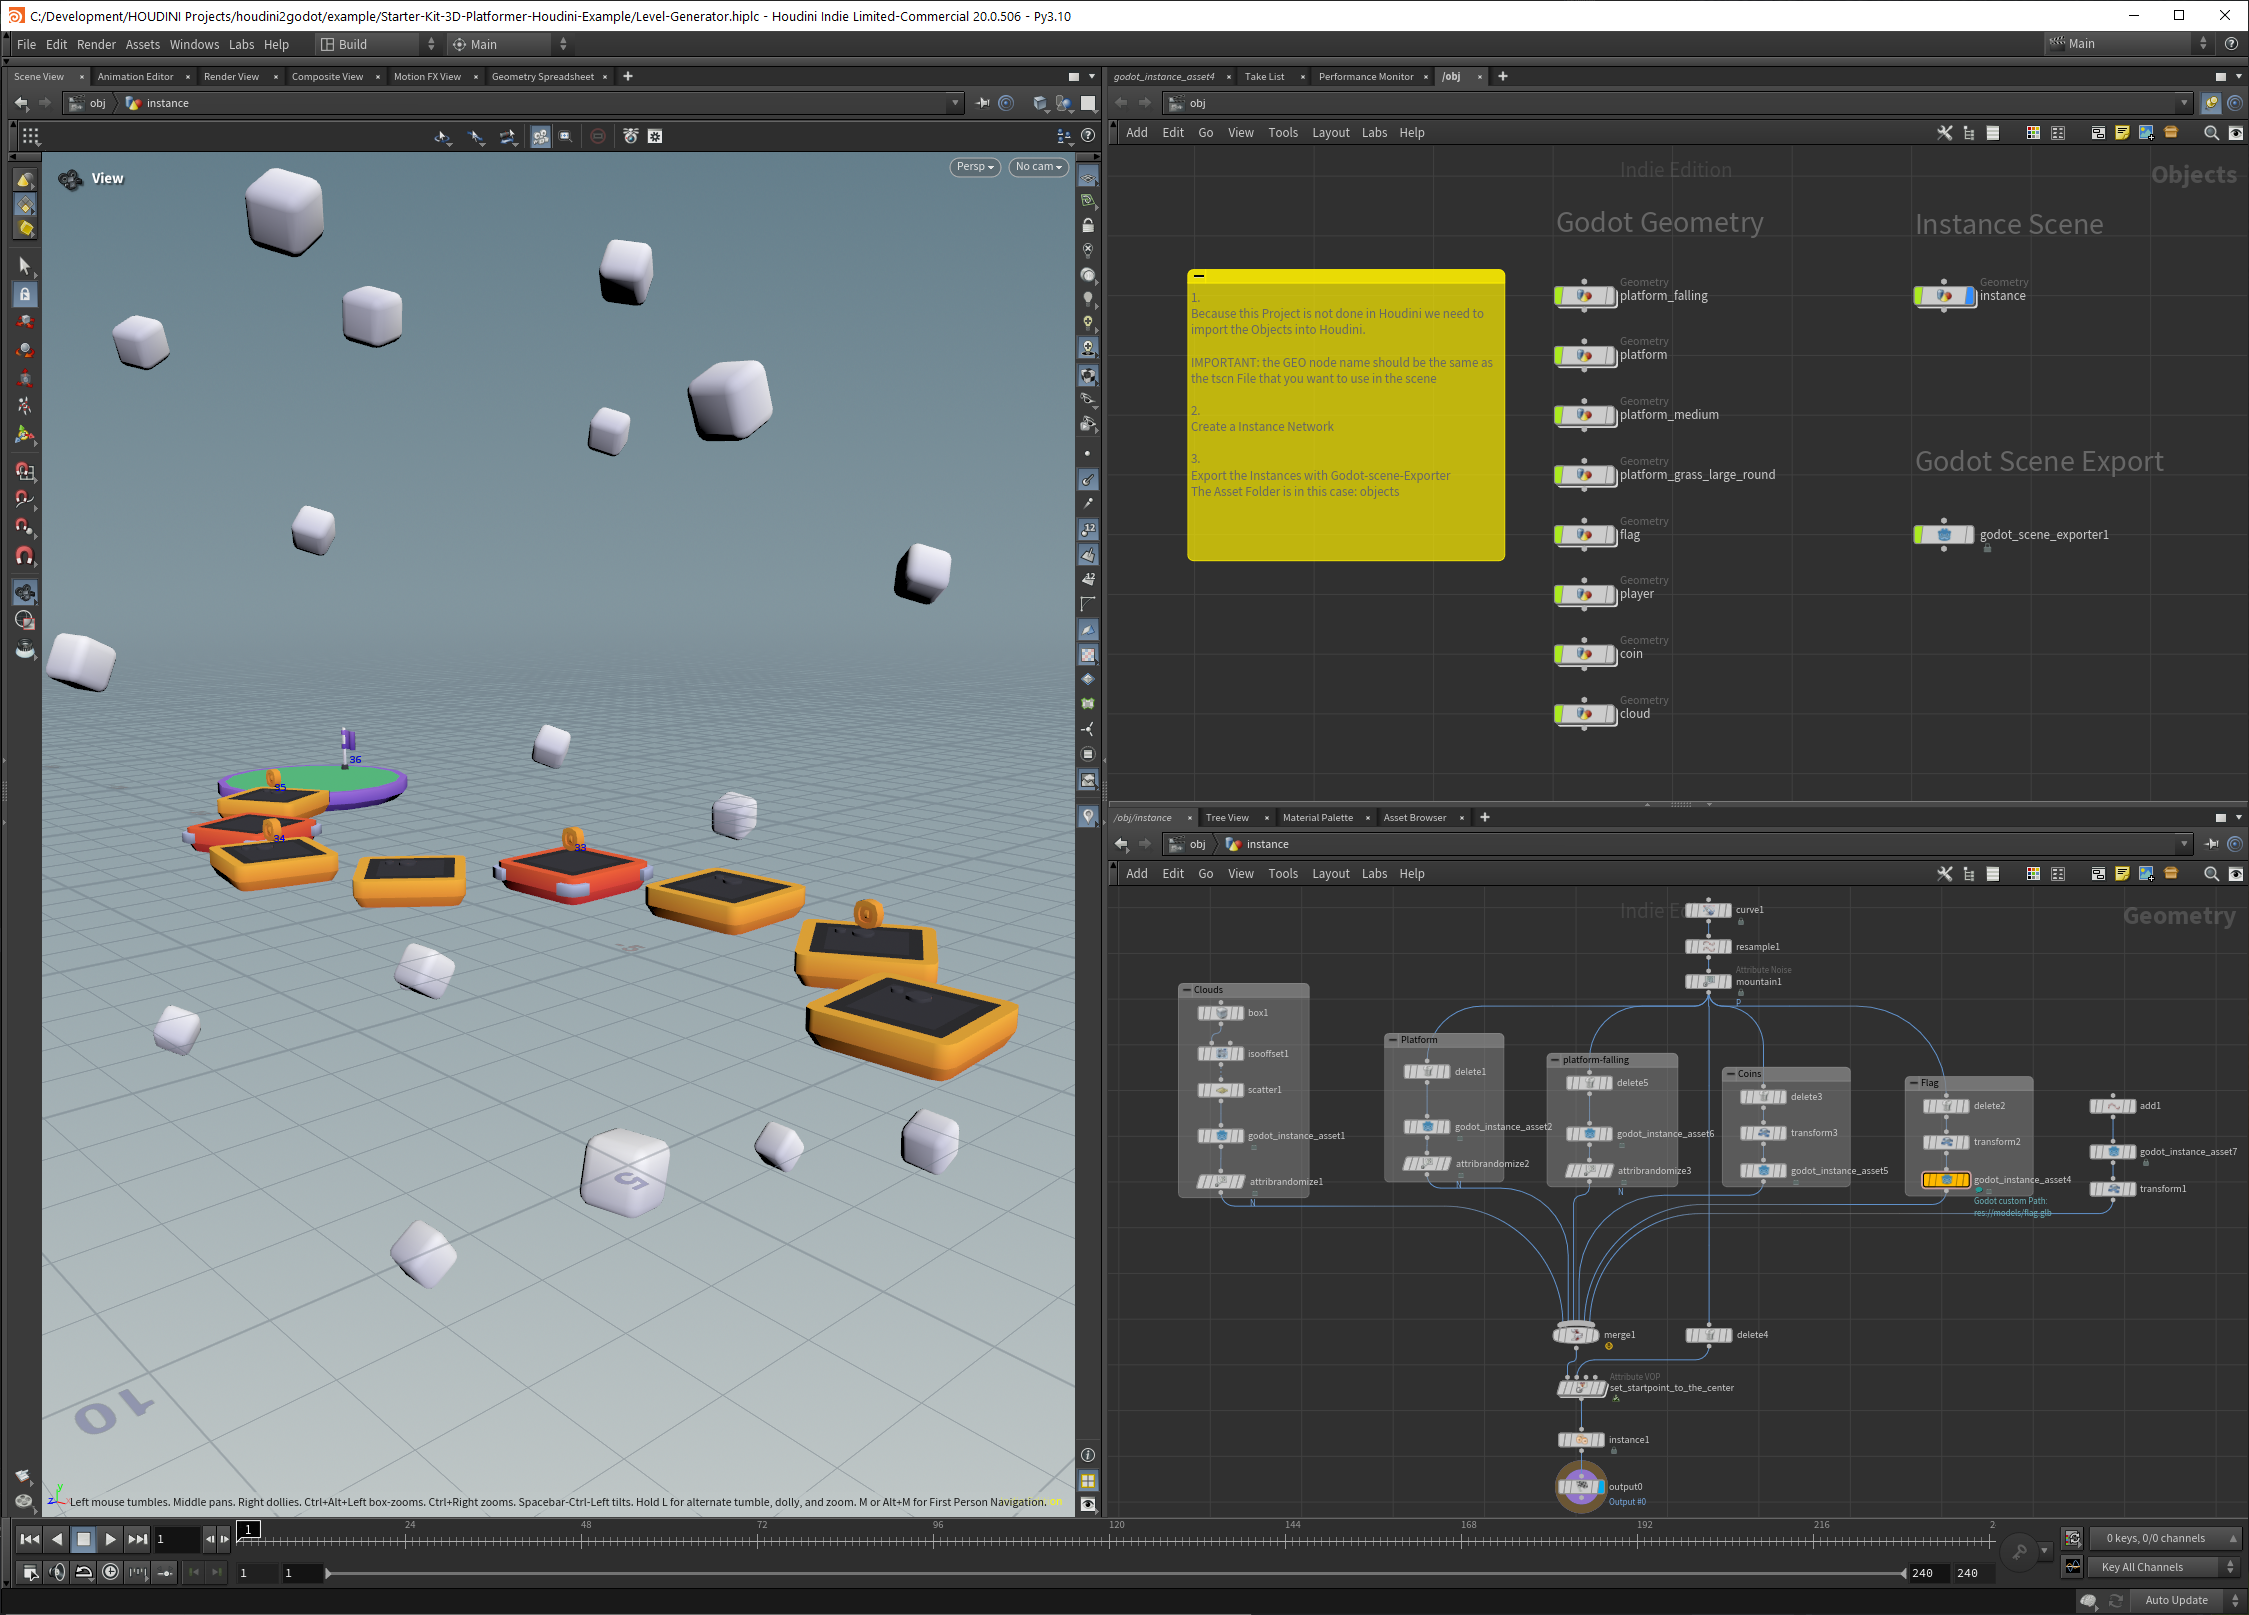 C:/Development/HOUDINI Projects/houdini2godot/example/Starter-Kit-3D-Platformer-Houdini-Example/Level-Generator.hiplc - Houdini Indie Limited-Commercial 20.0.506 - Py3.10
File Edit Render Assets Windows Labs Help Build Main Main
Scene View Animation Editor Render View Composite View Motion FX View Geometry Spreadsheet
obj instance
View
Persp No cam
36
35
34
33
5
10
Left mouse tumbles. Middle pans. Right dollies. Ctrl+Alt+Left box-zooms. Ctrl+Right zooms. Spacebar-Ctrl-Left tilts. Hold L for alternate tumble, dolly, and zoom. M or Alt+M for First Person Navigation.
godot_instance_asset4 Take List Performance Monitor /obj
obj
Add Edit Go View Tools Layout Labs Help
Indie Edition
Objects
Godot Geometry
Instance Scene
1.
Because this Project is not done in Houdini we need to
import the Objects into Houdini.
IMPORTANT: the GEO node name should be the same as
the tscn File that you want to use in the scene
2.
Create a Instance Network
3.
Export the Instances with Godot-scene-Exporter
The Asset Folder is in this case: objects
Geometry
platform_falling
Geometry
platform
Geometry
platform_medium
Geometry
platform_grass_large_round
Geometry
flag
Geometry
player
Geometry
coin
Geometry
cloud
Geometry
instance
Godot Scene Export
godot_scene_exporter1
/obj/instance Tree View Material Palette Asset Browser
obj instance
Add Edit Go View Tools Layout Labs Help
Indie E
Geometry
curve1
resample1
Attribute Noise
mountain1
P
Clouds
box1
isooffset1
scatter1
godot_instance_asset1
attribrandomize1
N
Platform
delete1
godot_instance_asset2
attribrandomize2
N
platform-falling
delete5
godot_instance_asset6
attribrandomize3
N
Coins
delete3
transform3
godot_instance_asset5
Flag
delete2
transform2
godot_instance_asset4
Godot custom Path:
res://models/flag.glb
add1
godot_instance_asset7
transform1
merge1
delete4
Attribute VOP
set_startpoint_to_the_center
instance1
output0
Output #0
1 1 24 48 72 96 120 144 168 192 216 2
0 keys, 0/0 channels
1 1 240 240
Key All Channels
Auto Update